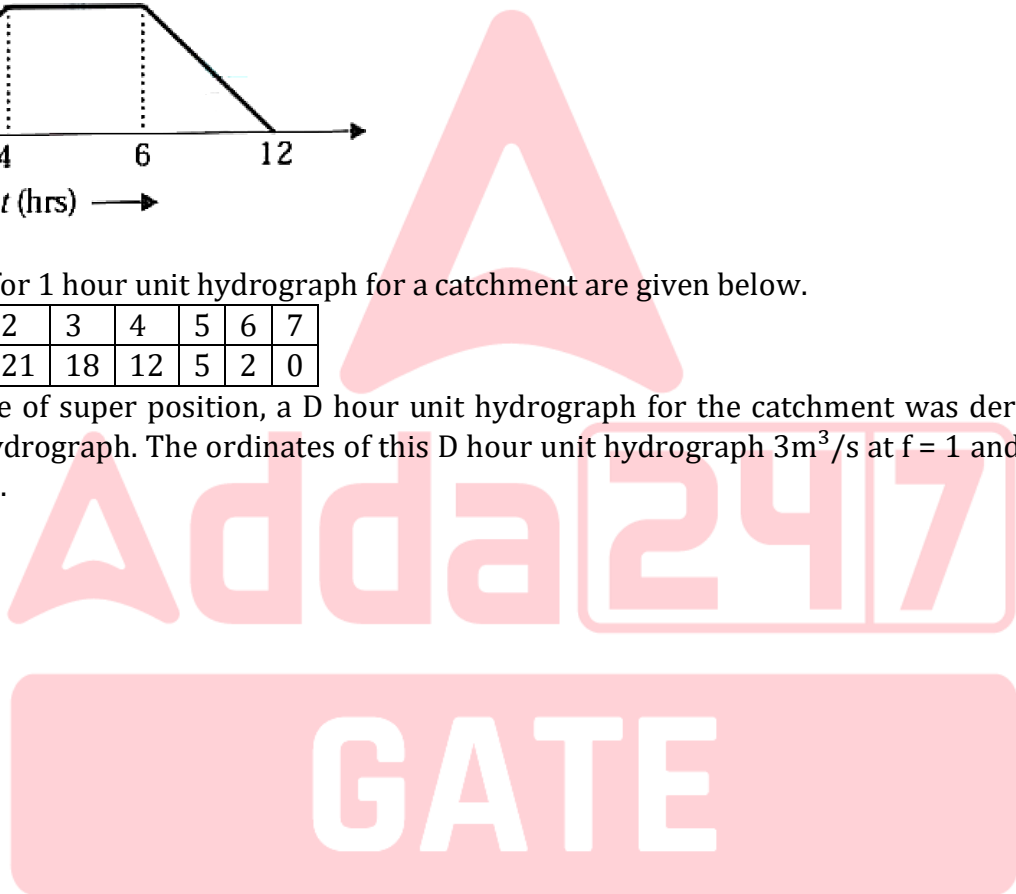 4 6 12
t (hrs)
for 1 hour unit hydrograph for a catchment are given below.
2 3 4 5 6 7
21 18 12 5 2 0
e of super position, a D hour unit hydrograph for the catchment was der
ydrograph. The ordinates of this D hour unit hydrograph 3m³/s at f = 1 and
.
Adda247
GATE